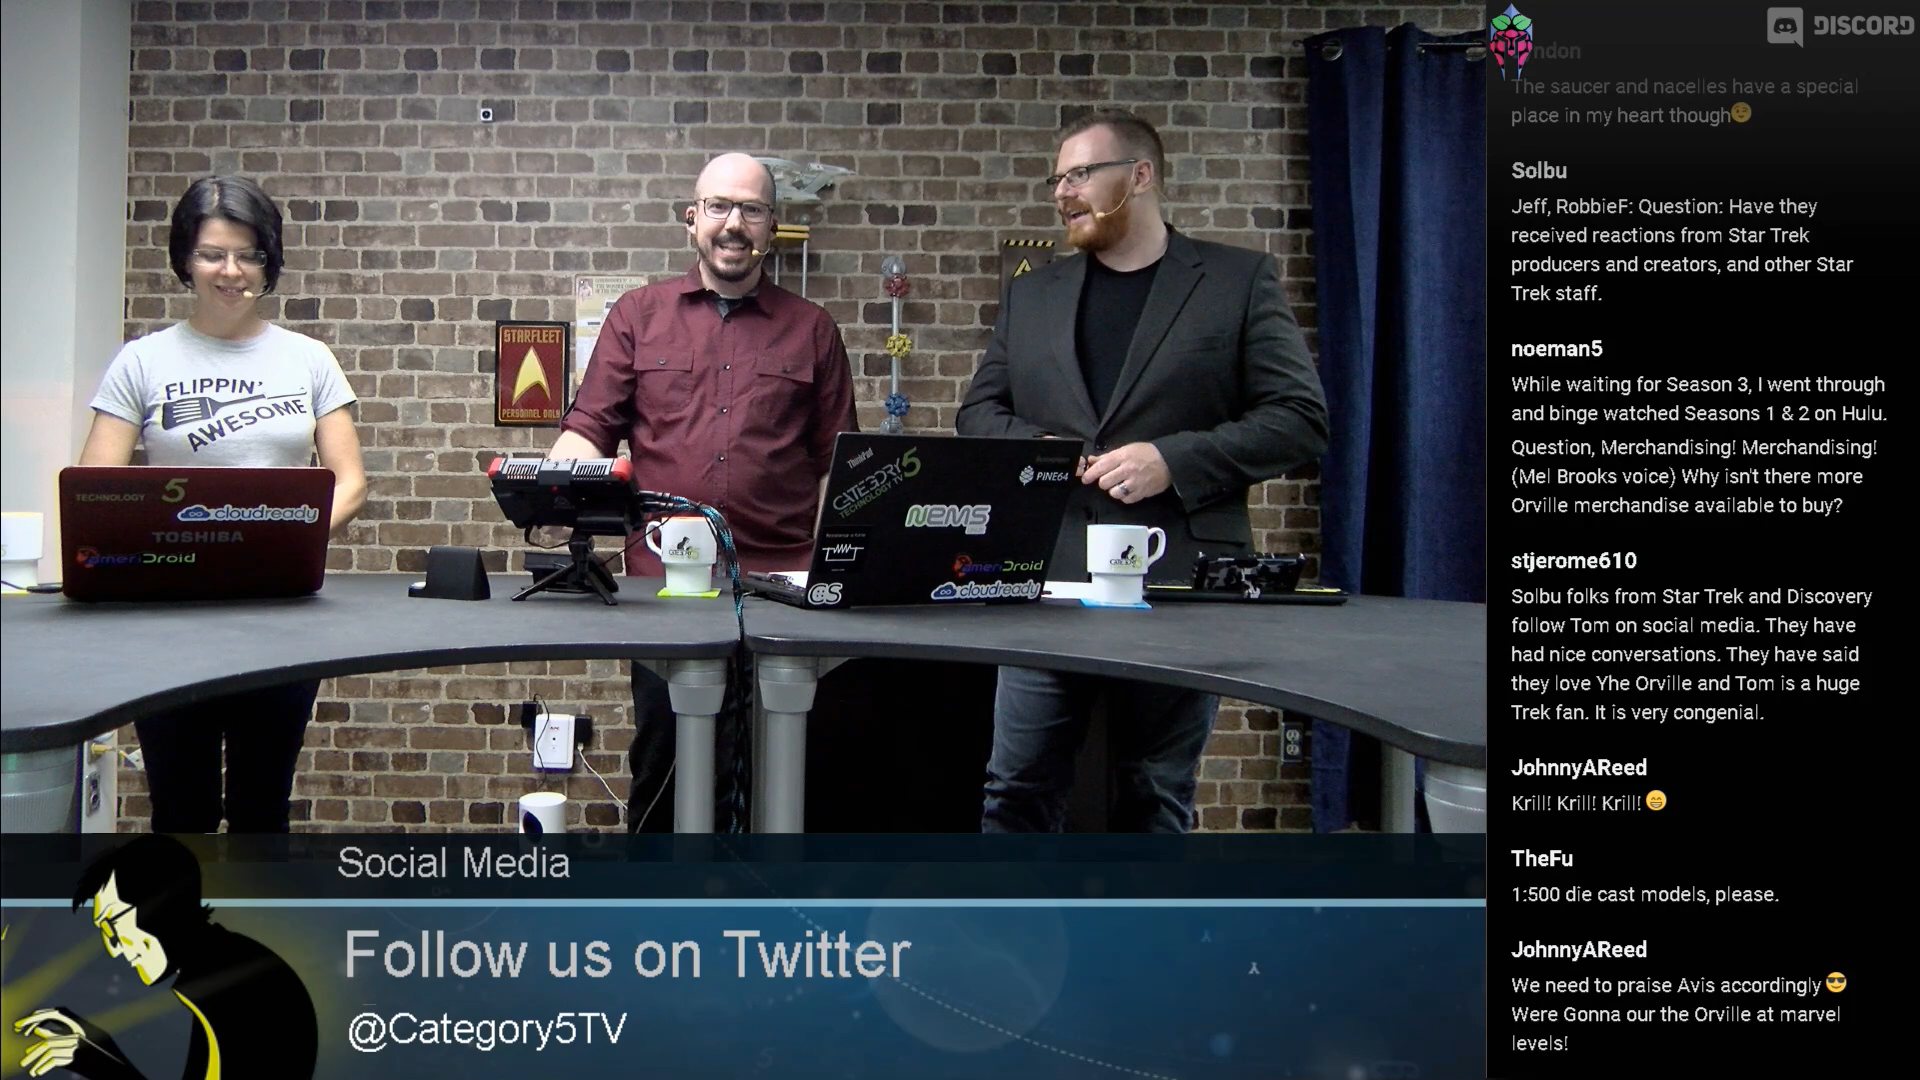 DISCORD
ndon
The saucer and nacelles have a special
place in my heart though😉
Solbu
Jeff, RobbieF: Question: Have they
received reactions from Star Trek
producers and creators, and other Star
Trek staff.
noeman5
While waiting for Season 3, I went through
and binge watched Seasons 1 & 2 on Hulu.
Question, Merchandising! Merchandising!
(Mel Brooks voice) Why isn't there more
Orville merchandise available to buy?
stjerome610
Solbu folks from Star Trek and Discovery
follow Tom on social media. They have
had nice conversations. They have said
they love Yhe Orville and Tom is a huge
Trek fan. It is very congenial.
JohnnyAReed
Krill! Krill! Krill! 😁
TheFu
1:500 die cast models, please.
JohnnyAReed
We need to praise Avis accordingly 😎
Were Gonna our the Orville at marvel
levels!
STARFLEET
PERSONNEL ONLY
FLIPPIN'
AWESOME
TECHNOLOGY 5
cloudready
TOSHIBA
ameriDroid
ThinkPad
CATEGORY5
TECHNOLOGY TV
PINE64
NEMS
ameriDroid
cloudready
CS
Social Media
Follow us on Twitter
@Category5TV